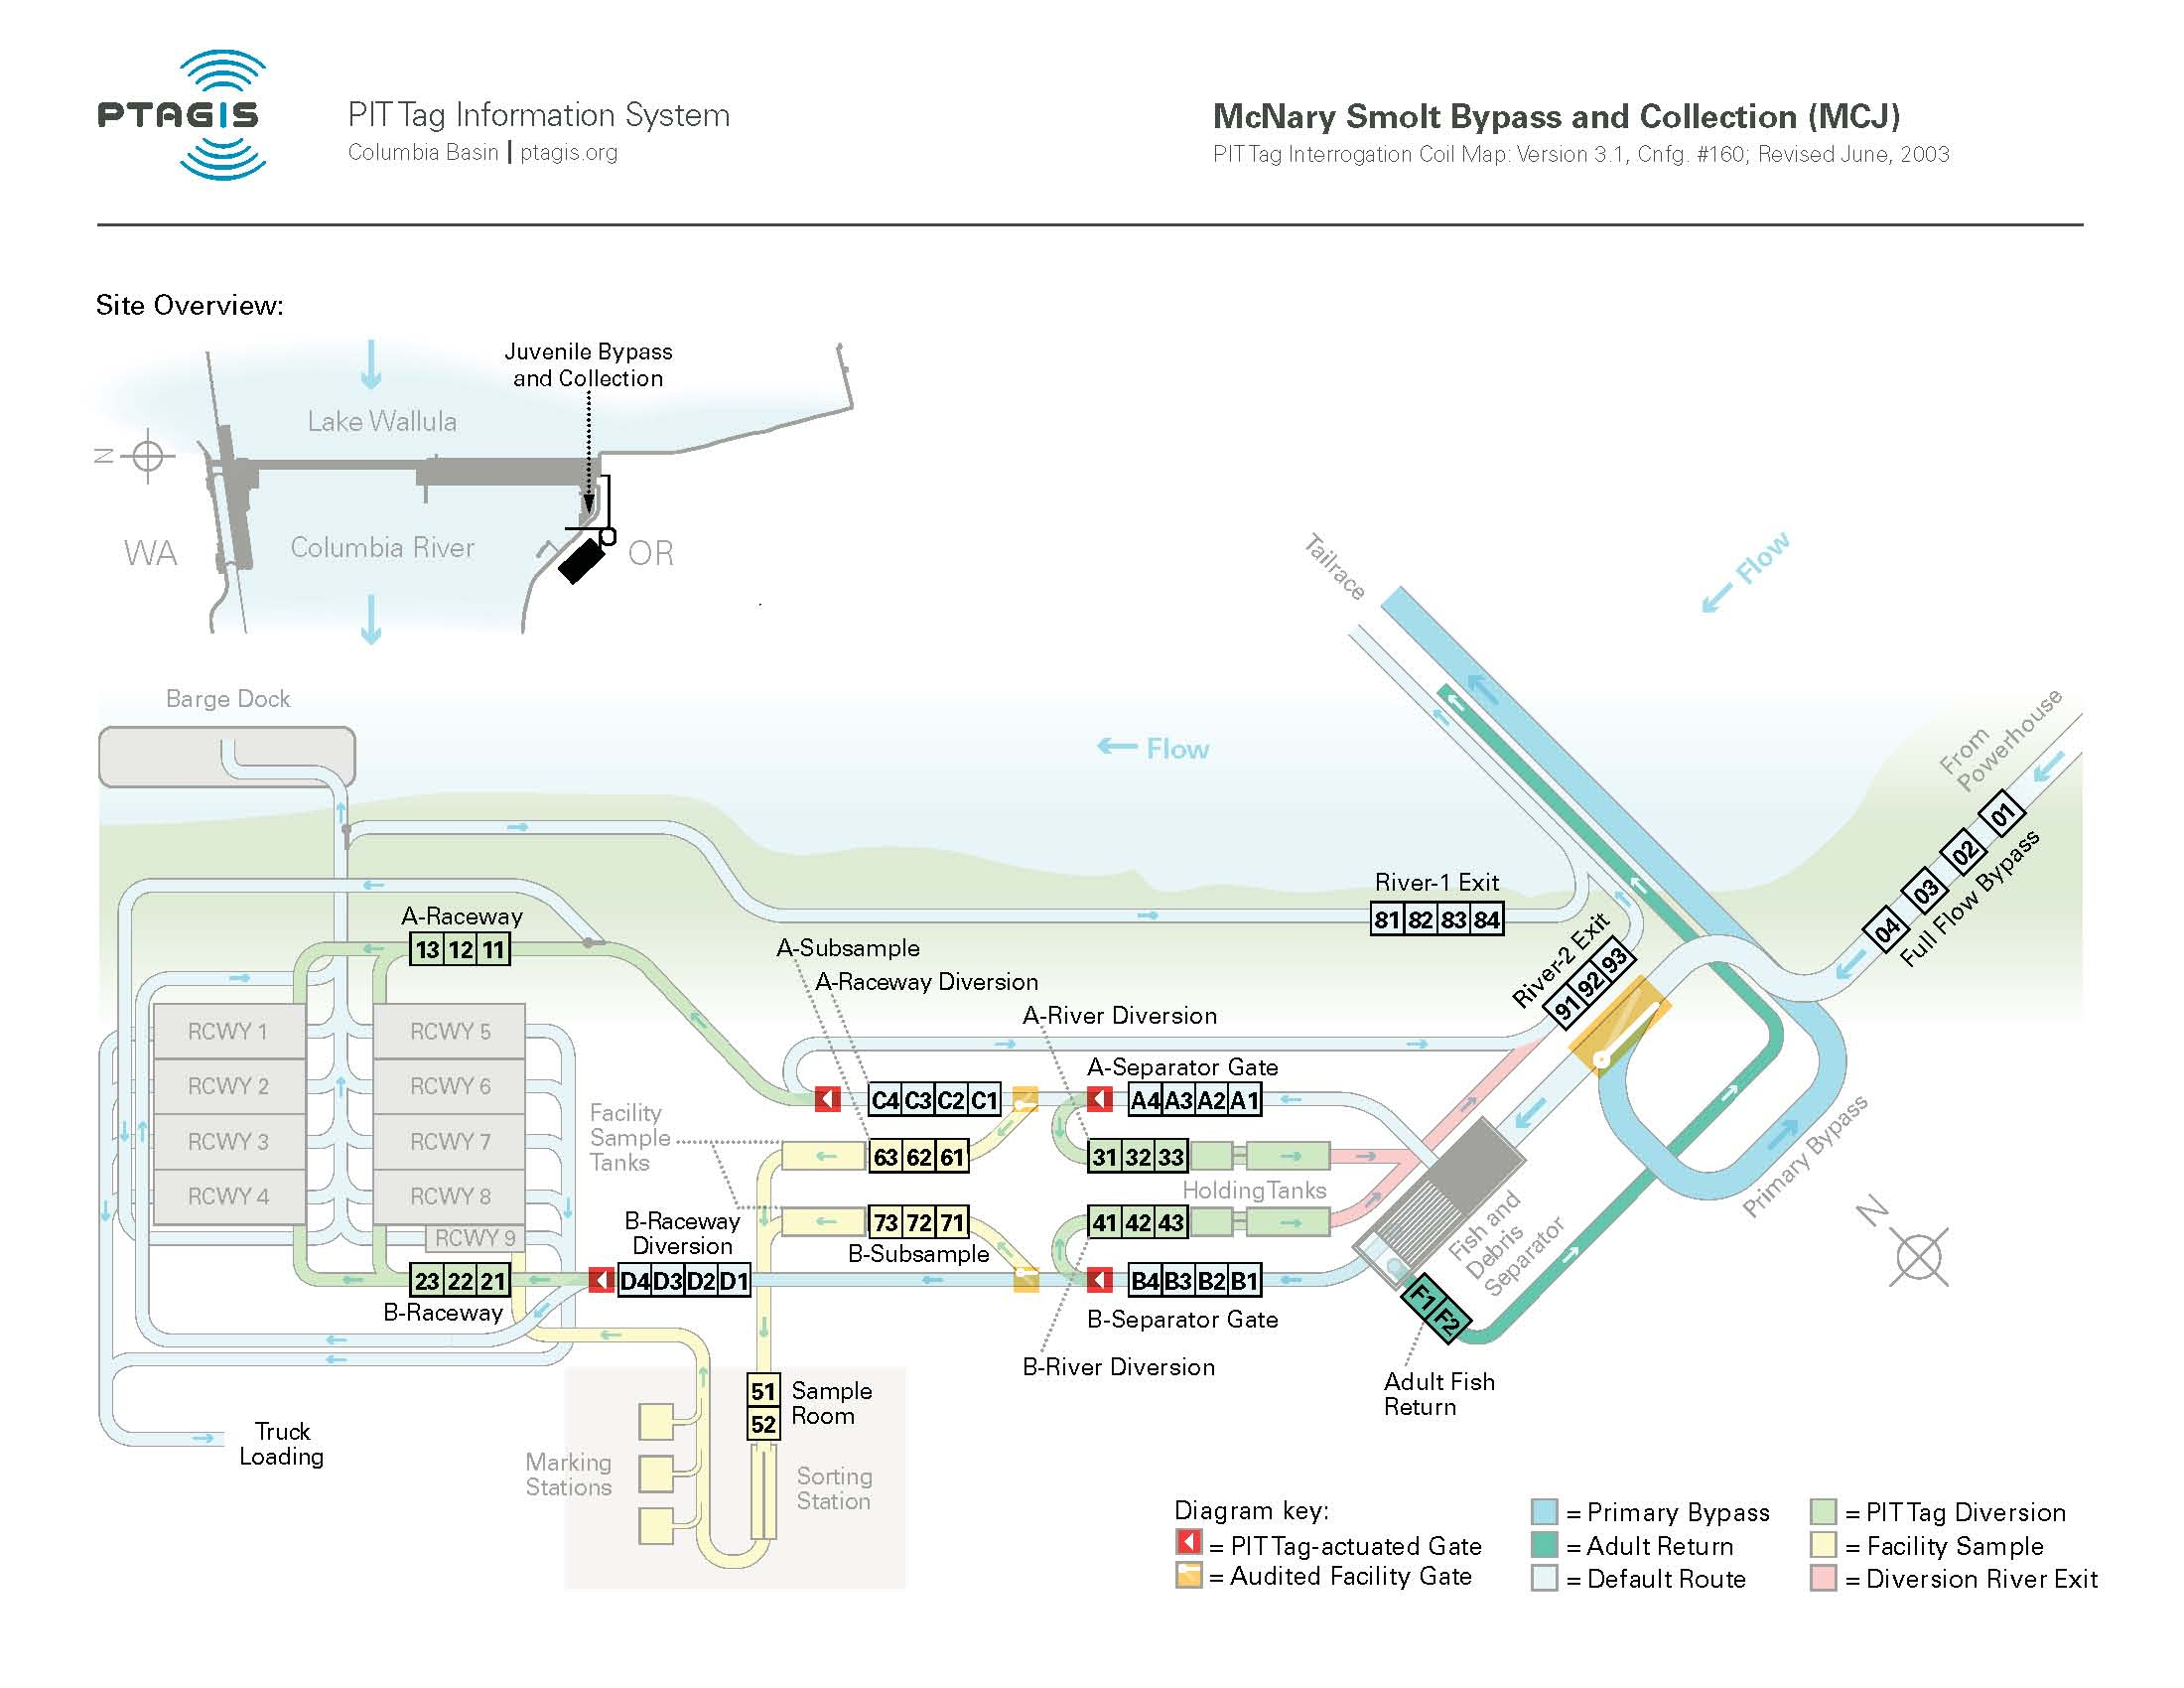 PTAGIS
PIT Tag Information System
Columbia Basin | ptagis.org
McNary Smolt Bypass and Collection (MCJ)
PIT Tag Interrogation Coil Map: Version 3.1, Cnfg. #160; Revised June, 2003
Site Overview:
Juvenile Bypass
and Collection
Lake Wallula
N
WA
Columbia River
OR
Tailrace
Flow
Barge Dock
Flow
From
Powerhouse
01
02
03
04
Full Flow Bypass
River-1 Exit
81 82 83 84
River-2 Exit
91 92 93
A-Raceway
13 12 11
A-Subsample
A-Raceway Diversion
A-River Diversion
RCWY 1
RCWY 5
RCWY 2
RCWY 6
RCWY 3
RCWY 7
RCWY 4
RCWY 8
RCWY 9
A-Separator Gate
C4 C3 C2 C1
A4 A3 A2 A1
Facility
Sample
Tanks
63 62 61
31 32 33
Holding Tanks
73 72 71
41 42 43
B-Raceway
Diversion
B-Subsample
D4 D3 D2 D1
B4 B3 B2 B1
23 22 21
B-Raceway
B-Separator Gate
B-River Diversion
Fish and
Debris
Separator
F1 F2
Adult Fish
Return
Primary Bypass
N
51
52
Sample
Room
Truck
Loading
Marking
Stations
Sorting
Station
Diagram key:
= PIT Tag-actuated Gate
= Audited Facility Gate
= Primary Bypass
= Adult Return
= Default Route
= PIT Tag Diversion
= Facility Sample
= Diversion River Exit